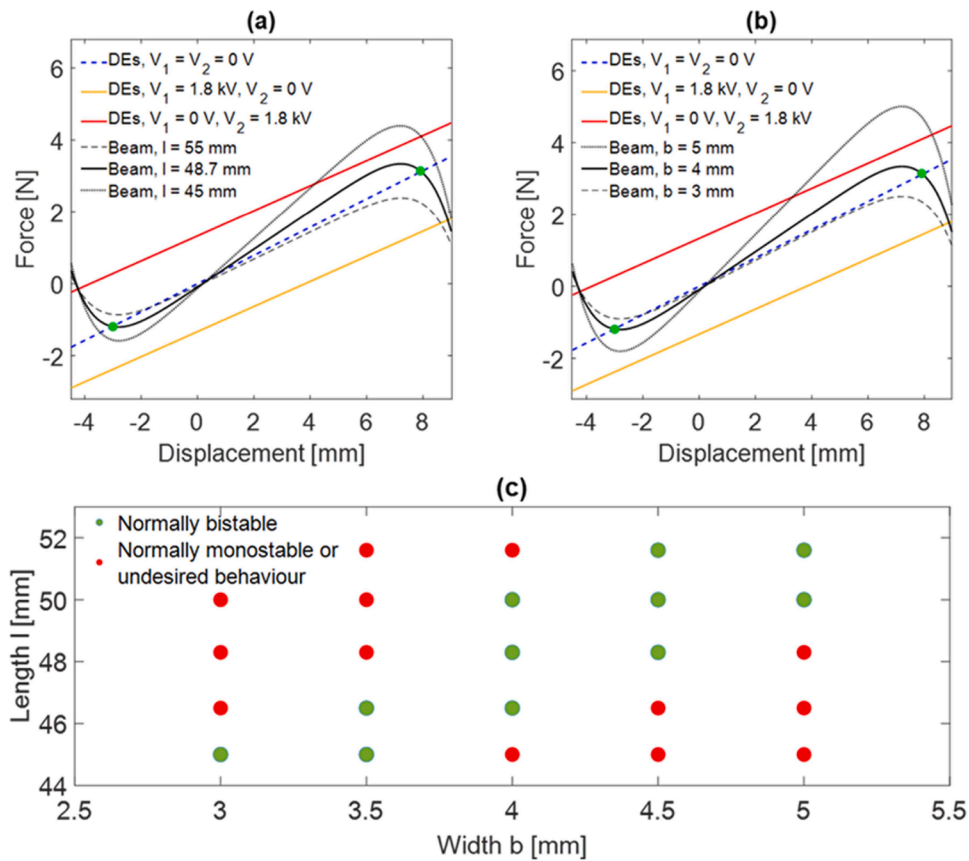 (a)
DEs, V1 = V2 = 0 V
DEs, V1 = 1.8 kV, V2 = 0 V
DEs, V1 = 0 V, V2 = 1.8 kV
Beam, l = 55 mm
Beam, l = 48.7 mm
Beam, l = 45 mm
Force [N]
6
4
2
0
-2
-4 -2 0 2 4 6 8
Displacement [mm]
(b)
DEs, V1 = V2 = 0 V
DEs, V1 = 1.8 kV, V2 = 0 V
DEs, V1 = 0 V, V2 = 1.8 kV
Beam, b = 5 mm
Beam, b = 4 mm
Beam, b = 3 mm
Force [N]
6
4
2
0
-2
-4 -2 0 2 4 6 8
Displacement [mm]
(c)
Normally bistable
Normally monostable or
undesired behaviour
Length l [mm]
52
50
48
46
44
2.5 3 3.5 4 4.5 5 5.5
Width b [mm]